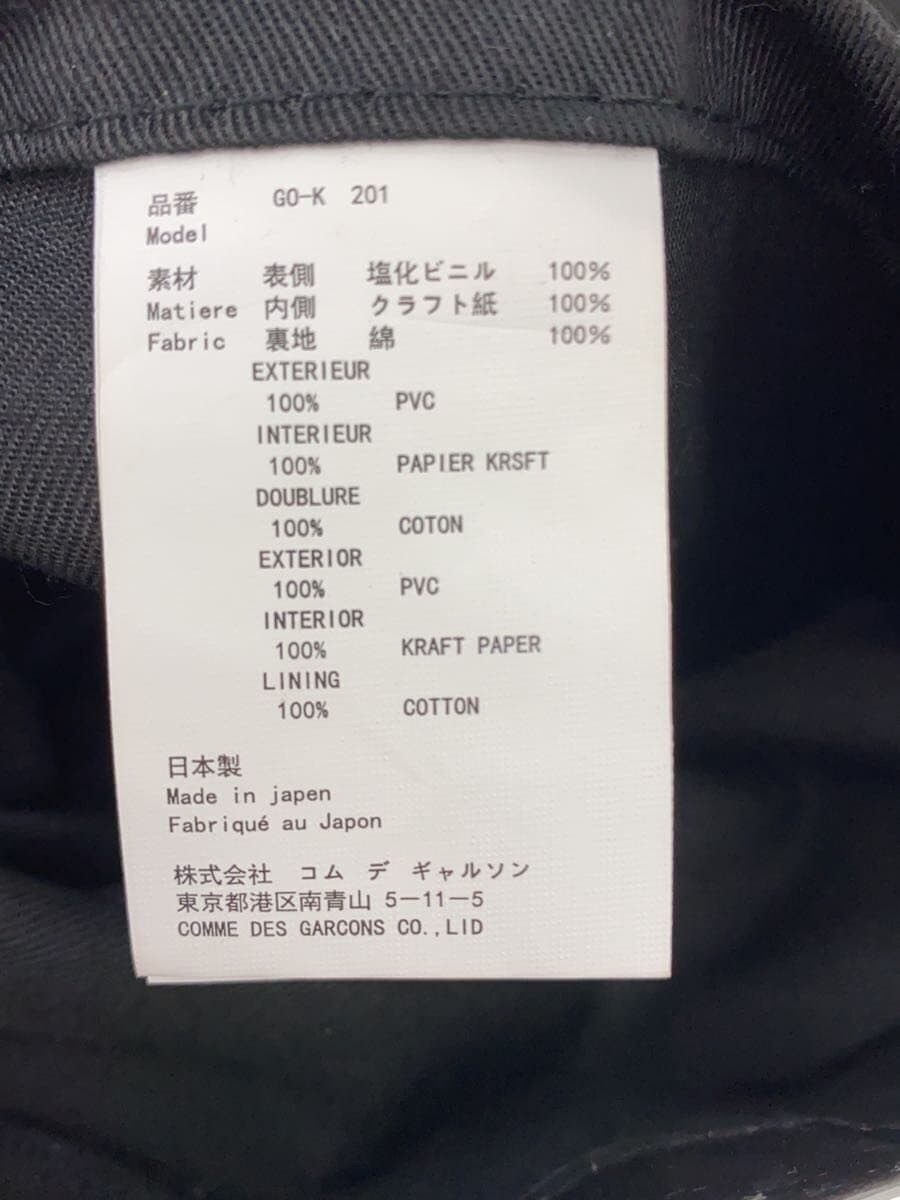 品番 GO-K 201
Model
素材 表側 塩化ビニル 100%
Matiere 内側 クラフト紙 100%
Fabric 裏地 綿 100%
EXTERIEUR
100% PVC
INTERIEUR
100% PAPIER KRSFT
DOUBLURE
100% COTON
EXTERIOR
100% PVC
INTERIOR
100% KRAFT PAPER
LINING
100% COTTON
日本製
Made in japen
Fabriqué au Japon
株式会社 コム デ ギャルソン
東京都港区南青山 5-11-5
COMME DES GARCONS CO.,LID